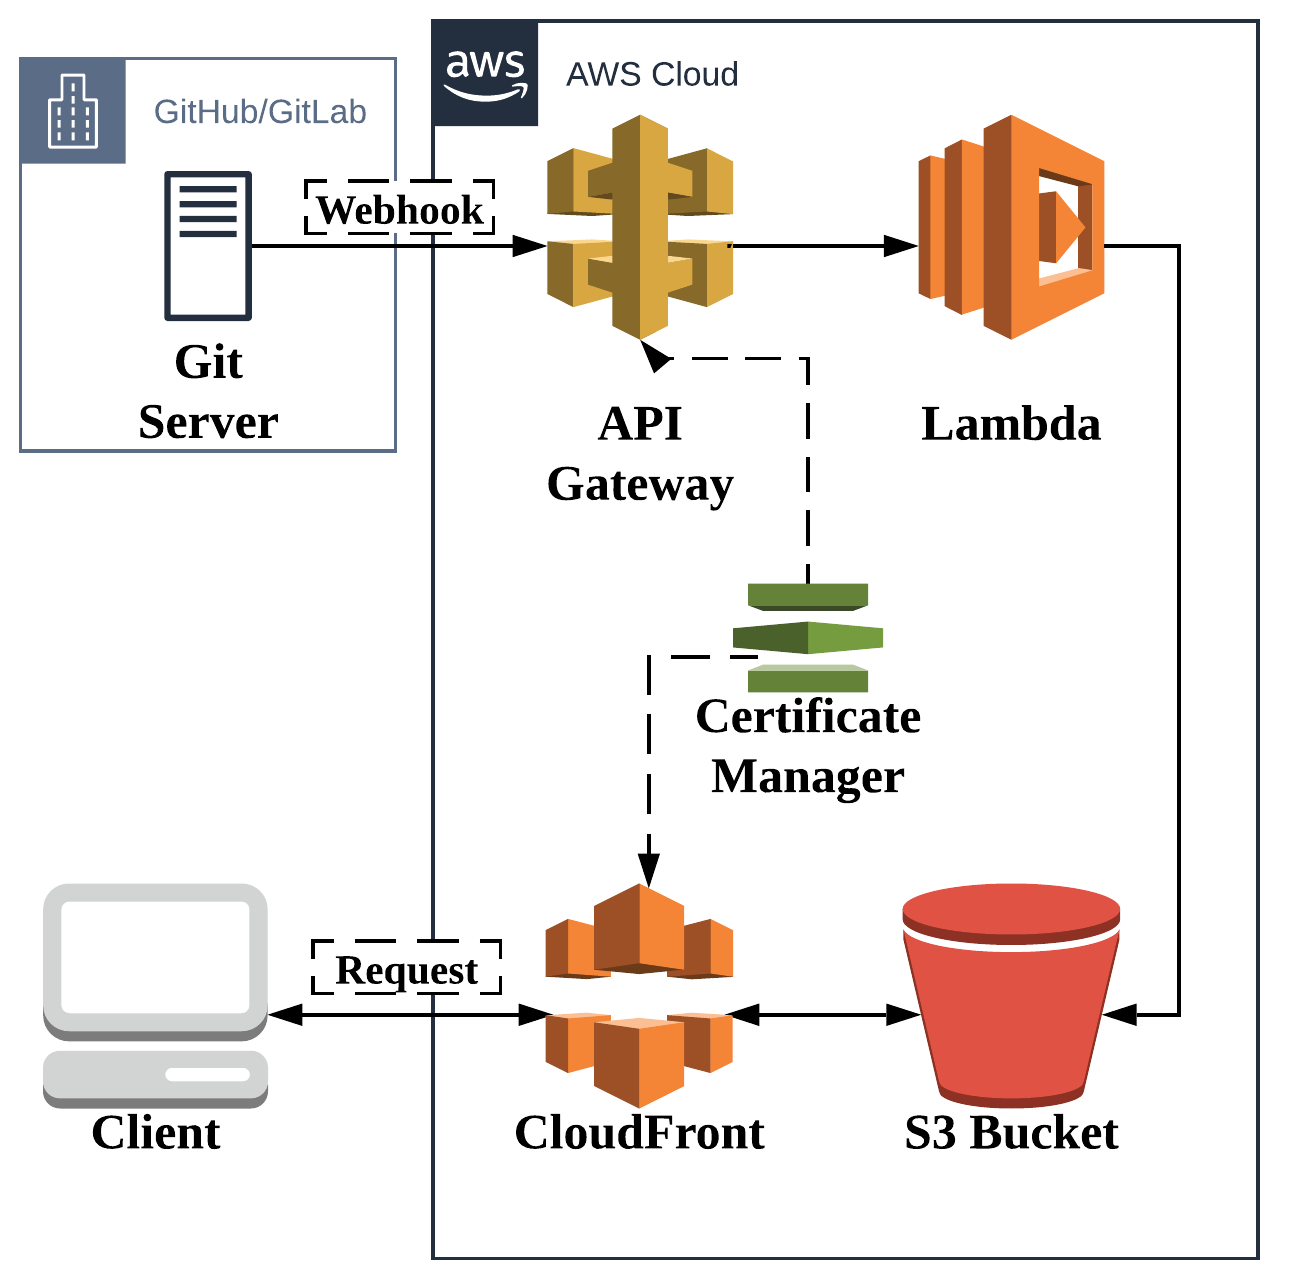 aws
AWS Cloud
GitHub/GitLab
Webhook
Git
Server
API
Gateway
Lambda
Certificate
Manager
Request
Client
CloudFront
S3 Bucket